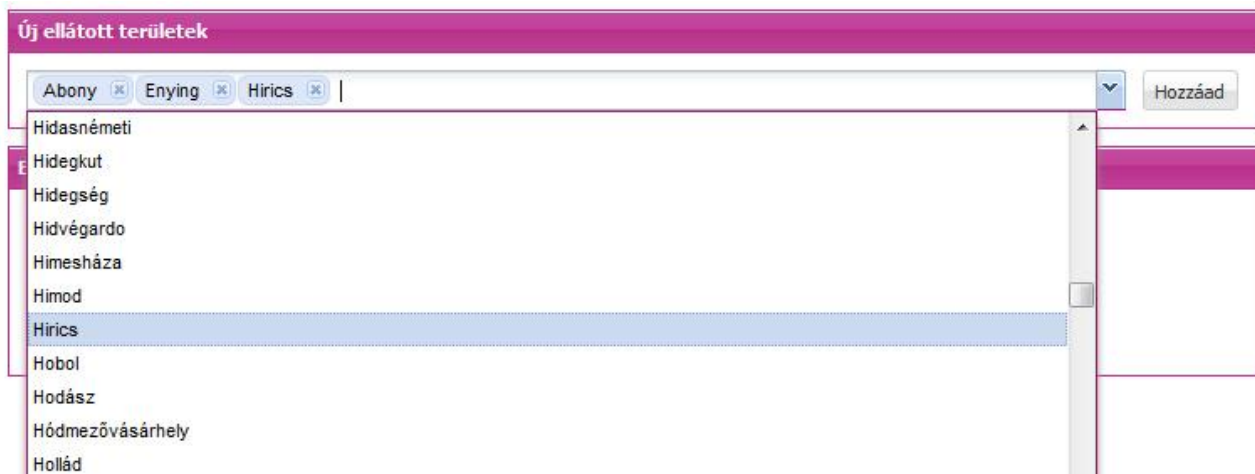 Új ellátott területek
Abony Enying Hirics Hozzáad
Hidasnémeti
Hidegkut
Hidegség
Hidvégardo
Himesháza
Himod
Hirics
Hobol
Hodász
Hódmezővásárhely
Hollád